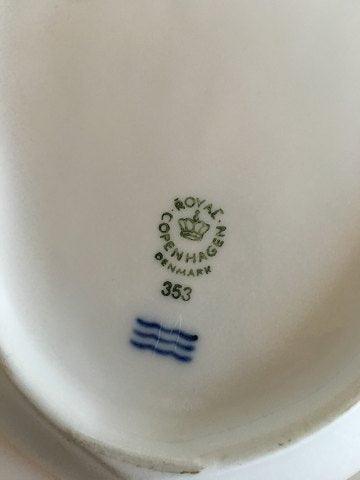 ROYAL
COPENHAGEN
DENMARK
353